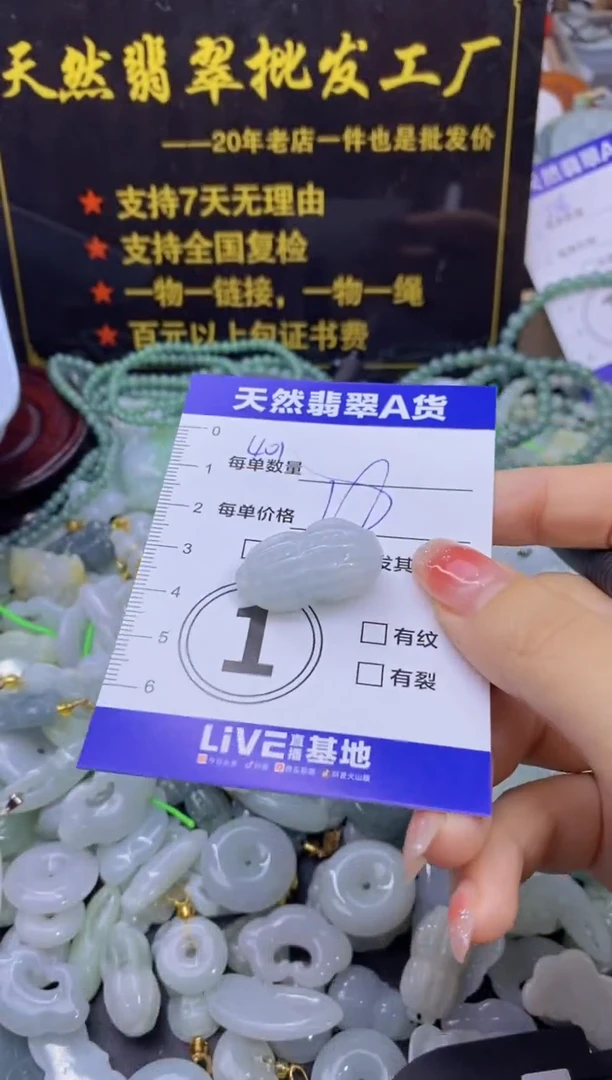 天然翡翠批发工厂
——20年老店一件也是批发价
★支持7天无理由
★支持全国复检
★一物一链接，一物一绳
★百元以上包证书费
天然翡翠A货
0
每单数量
1
2 每单价格
3
发其
4
1
5 有纹
有裂
6
LiVE直播基地